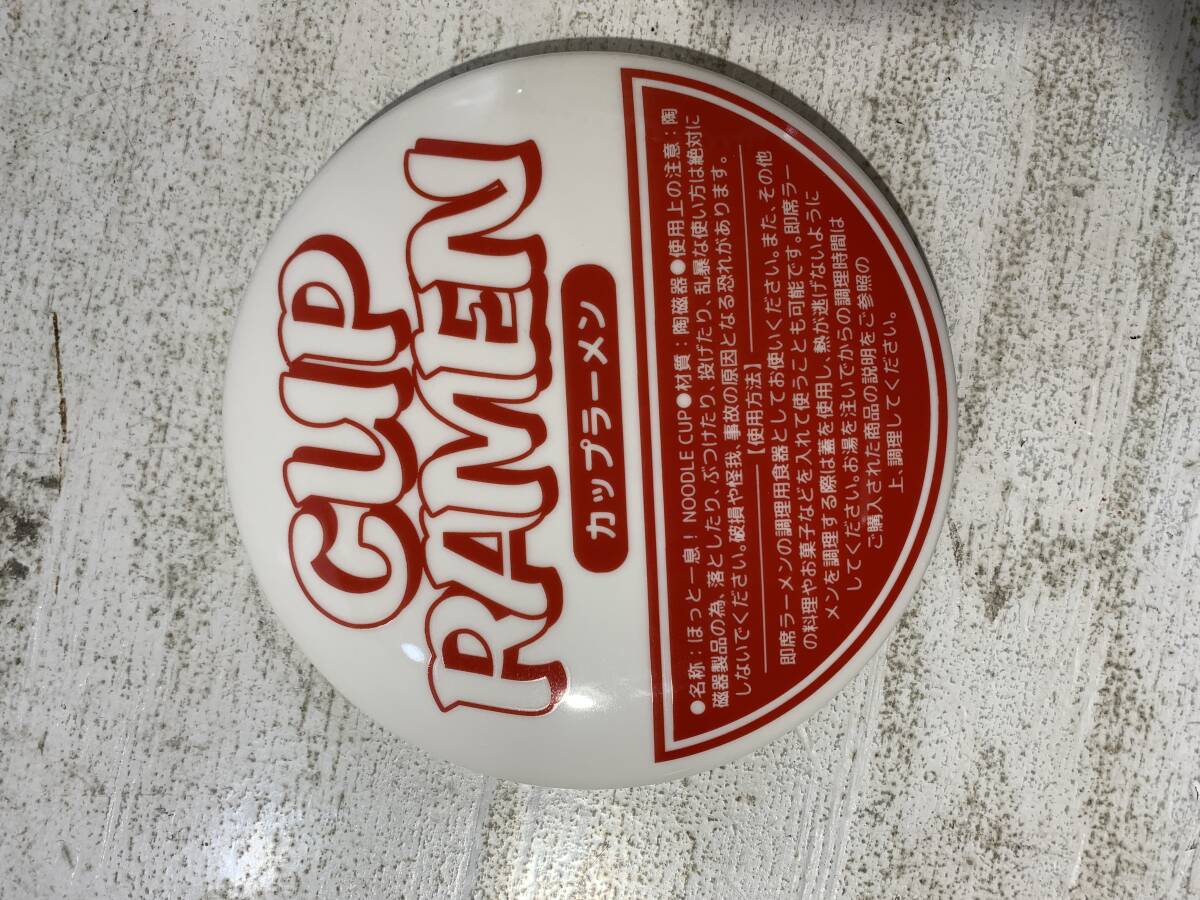 CUP
RAMEN
カップラーメン
●名称：ほっと一息！NOODLE CUP●材質：陶磁器●使用上の注意：陶
磁器製品の為、落としたり、ぶつけたり、投げたり、乱暴な使い方は絶対に
しないでください。破損や怪我、事故の原因となる恐れがあります。
【使用方法】
即席ラーメンの調理用食器としてお使いください。また、その他
の料理やお菓子などを入れて使うことも可能です。即席ラー
メンを調理する際は蓋を使用し、熱が逃げないように
してください。お湯を注いでからの調理時間は
ご購入された商品の説明をご参照の
上、調理してください。